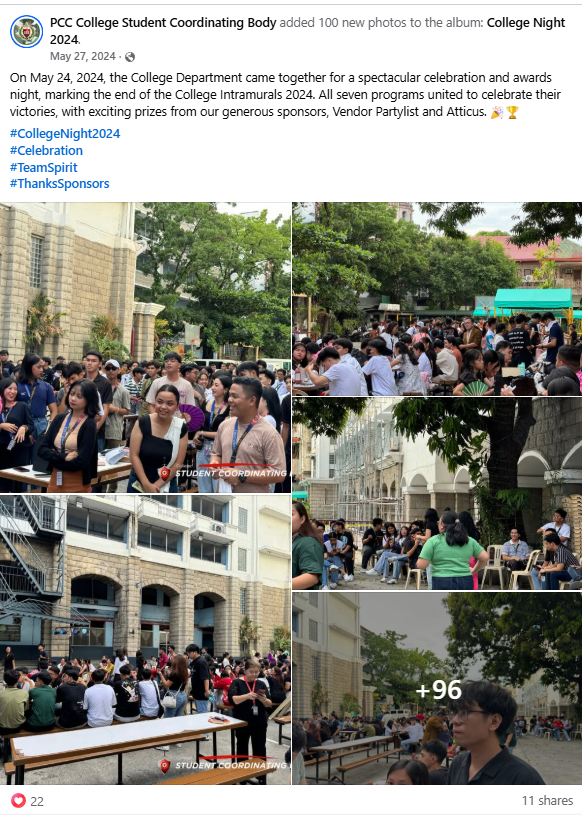 PCC College Student Coordinating Body added 100 new photos to the album: College Night
2024.
May 27, 2024 ·
On May 24, 2024, the College Department came together for a spectacular celebration and awards
night, marking the end of the College Intramurals 2024. All seven programs united to celebrate their
victories, with exciting prizes from our generous sponsors, Vendor Partylist and Atticus. 🎉🏆
#CollegeNight2024
#Celebration
#TeamSpirit
#ThanksSponsors
STUDENT COORDINATING
STUDENT COORDINATING
+96
22
11 shares